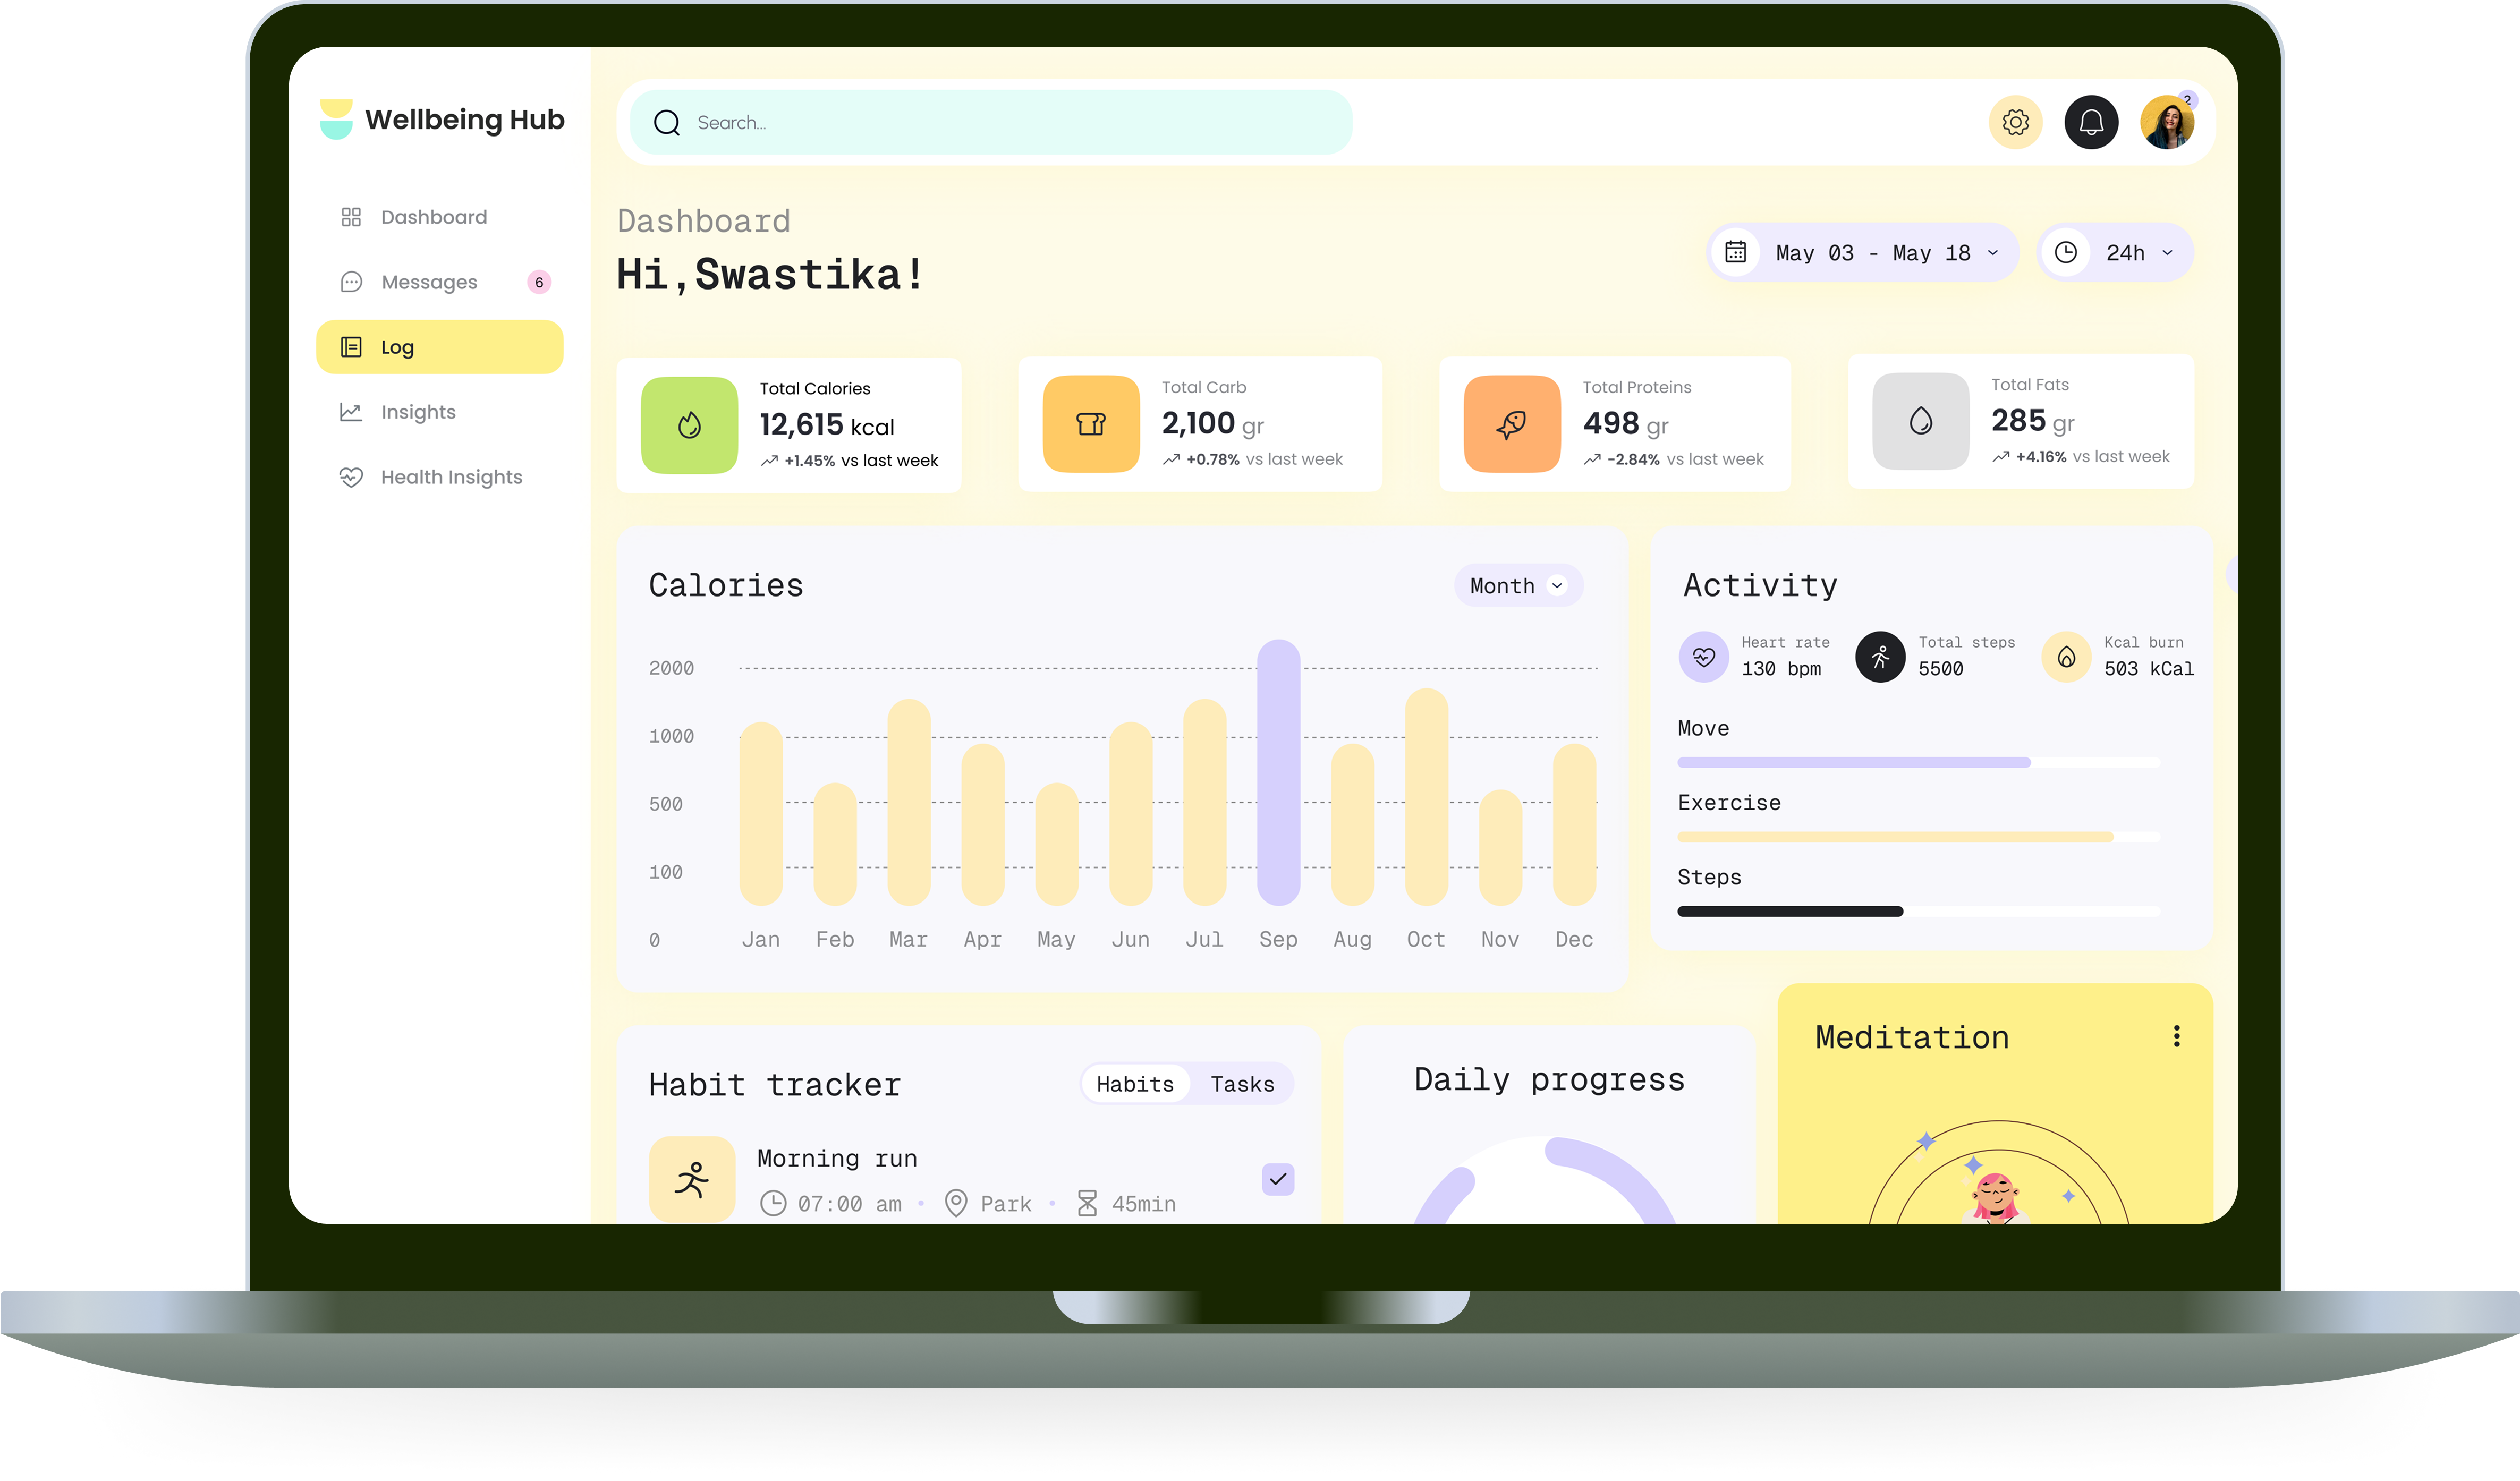 Wellbeing Hub
Search...
2
Dashboard
Messages 6
Log
Insights
Health Insights
Dashboard
Hi,Swastika!
May 03 - May 18
24h
Total Calories
12,615 kcal
+1.45% vs last week
Total Carb
2,100 gr
+0.78% vs last week
Total Proteins
498 gr
-2.84% vs last week
Total Fats
285 gr
+4.16% vs last week
Calories
Month
2000
1000
500
100
0 Jan Feb Mar Apr May Jun Jul Sep Aug Oct Nov Dec
Activity
Heart rate
130 bpm
Total steps
5500
Kcal burn
503 kCal
Move
Exercise
Steps
Habit tracker
Habits Tasks
Morning run
07:00 am • Park • 45min
Daily progress
Meditation